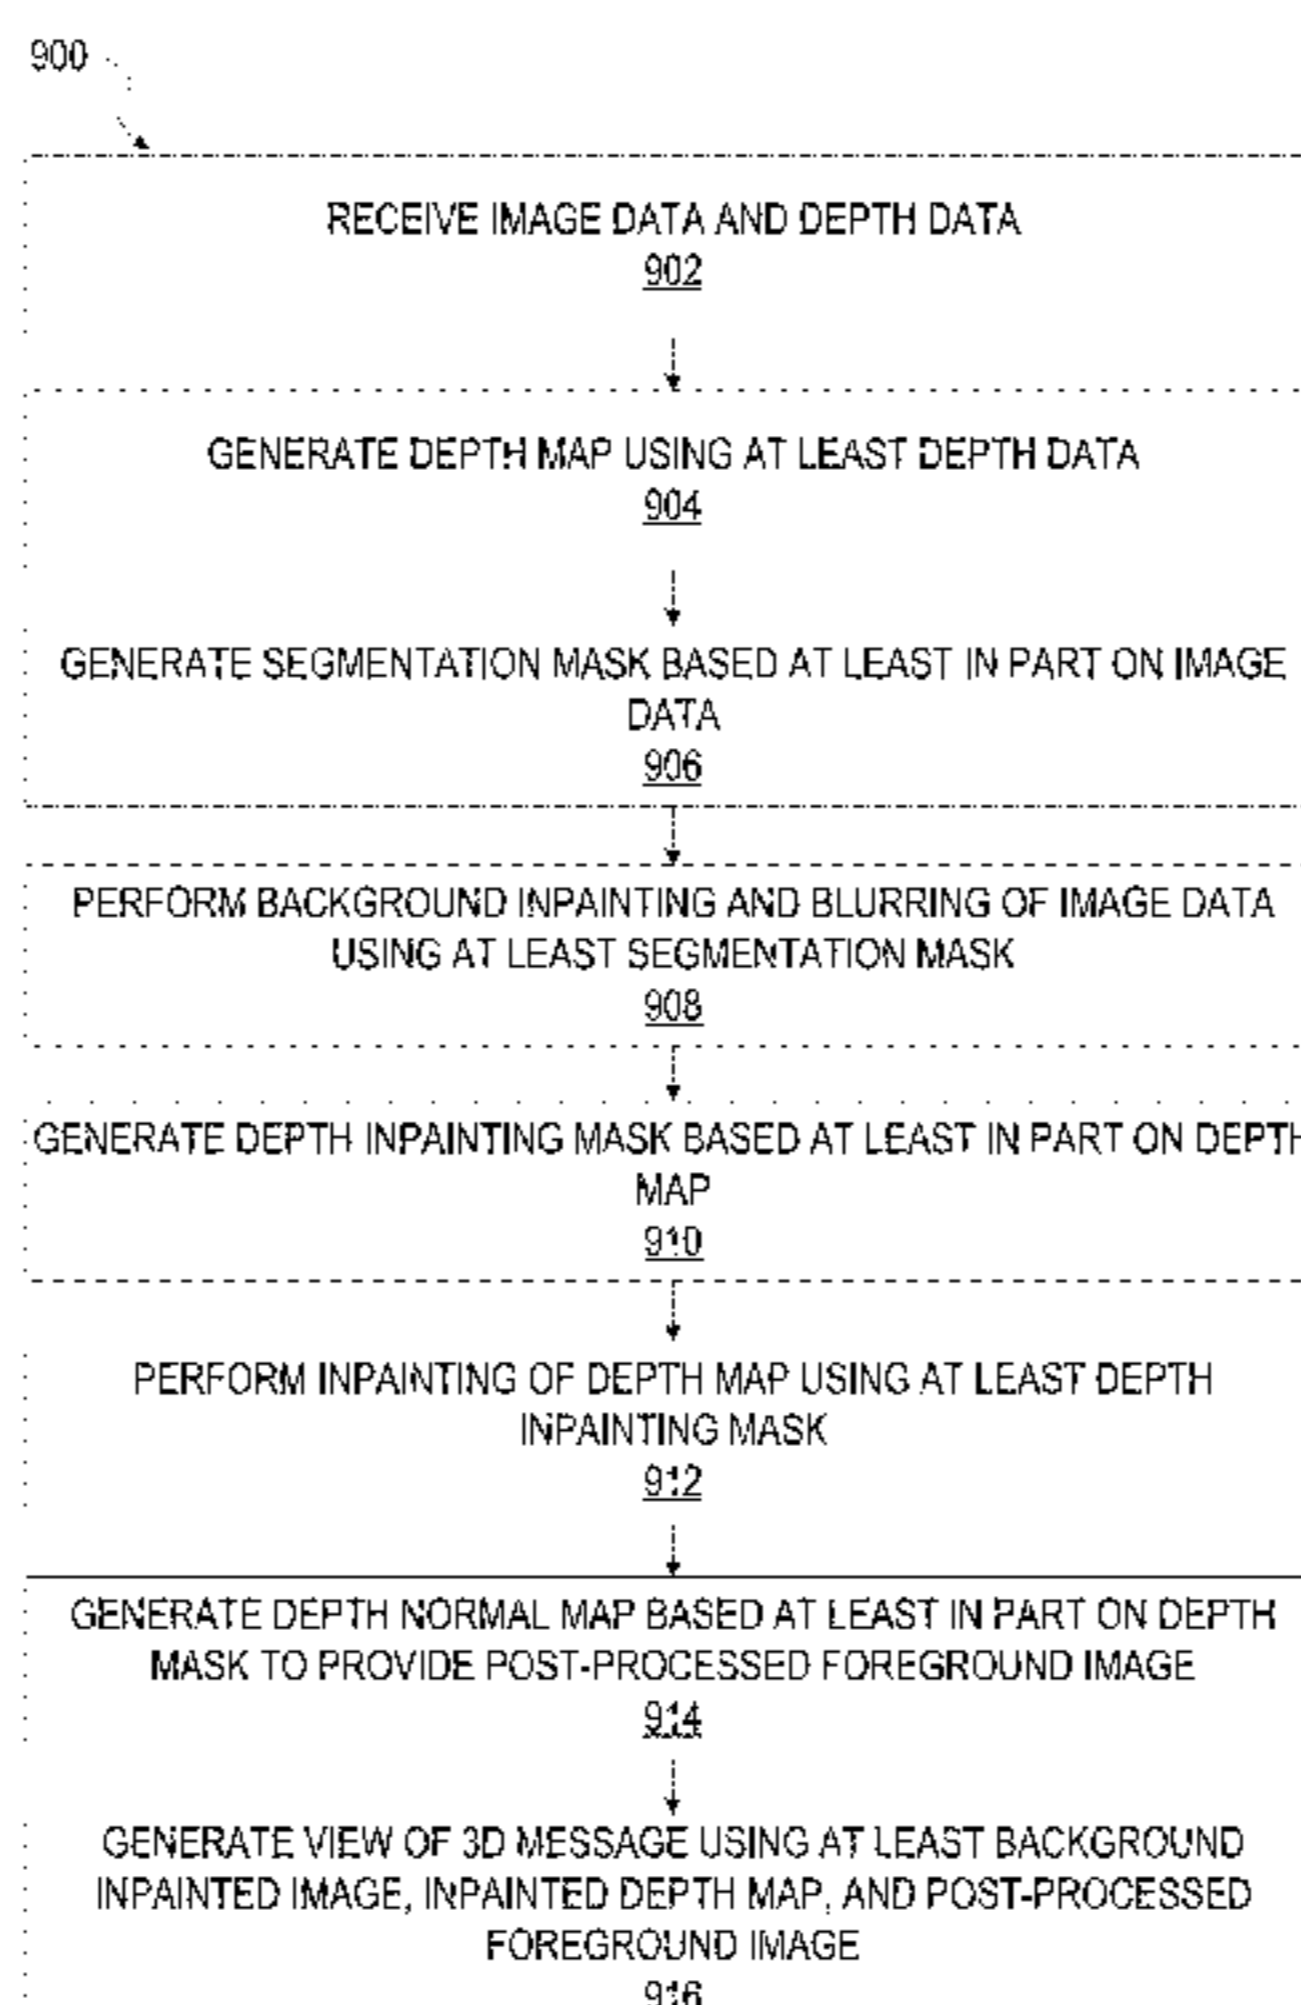 900
RECEIVE IMAGE DATA AND DEPTH DATA
902
GENERATE DEPTH MAP USING AT LEAST DEPTH DATA
904
GENERATE SEGMENTATION MASK BASED AT LEAST IN PART ON IMAGE
DATA
906
PERFORM BACKGROUND INPAINTING AND BLURRING OF IMAGE DATA
USING AT LEAST SEGMENTATION MASK
908
GENERATE DEPTH INPAINTING MASK BASED AT LEAST IN PART ON DEPTH
MAP
910
PERFORM INPAINTING OF DEPTH MAP USING AT LEAST DEPTH
INPAINTING MASK
912
GENERATE DEPTH NORMAL MAP BASED AT LEAST IN PART ON DEPTH
MASK TO PROVIDE POST-PROCESSED FOREGROUND IMAGE
914
GENERATE VIEW OF 3D MESSAGE USING AT LEAST BACKGROUND
INPAINTED IMAGE, INPAINTED DEPTH MAP, AND POST-PROCESSED
FOREGROUND IMAGE
916